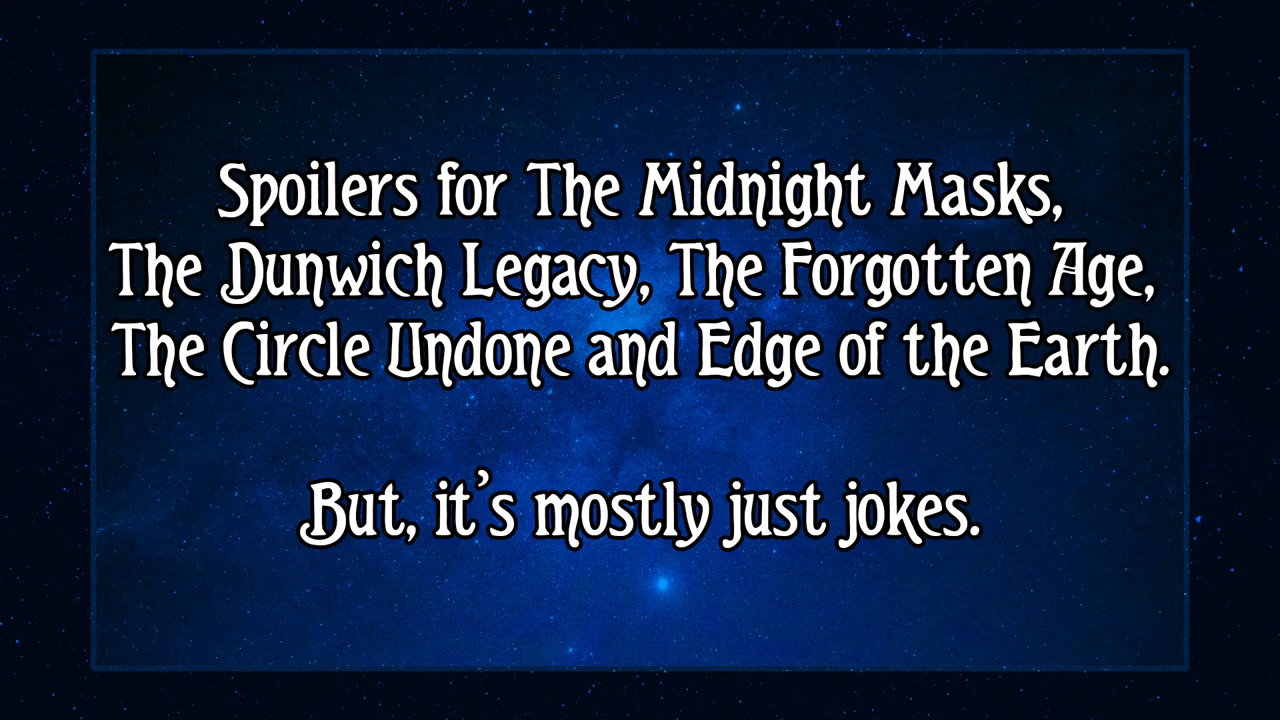 Spoilers for The Midnight Masks,
The Dunwich Legacy, The Forgotten Age,
The Circle Undone and Edge of the Earth.
But, it's mostly just jokes.